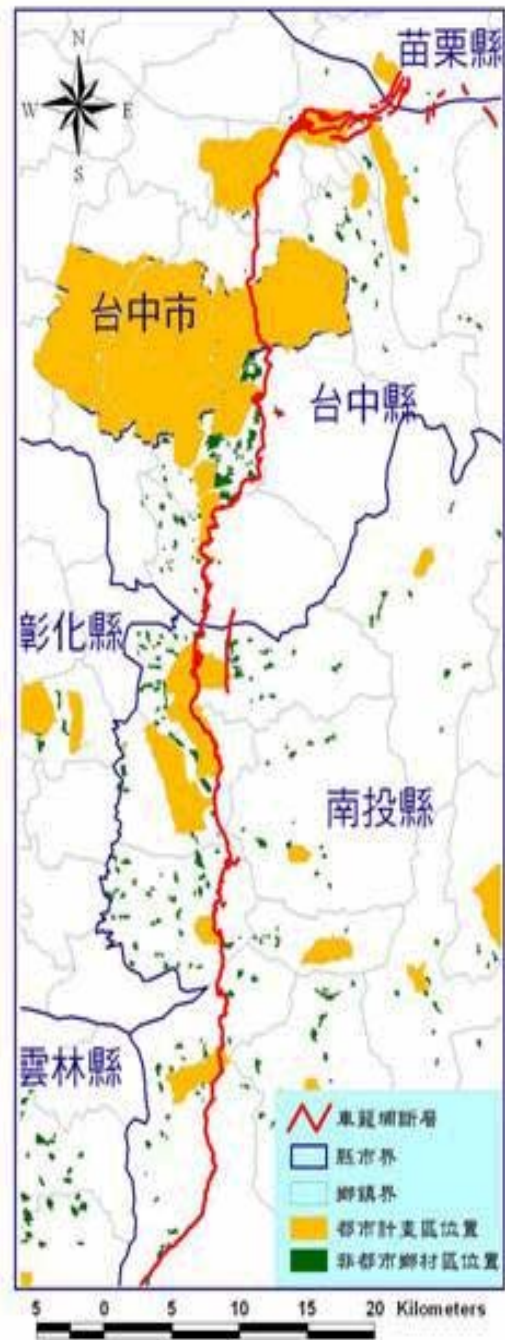 苗栗縣
N
W E
S
台中市
台中縣
彰化縣
南投縣
雲林縣
車籠埔斷層
縣市界
鄉鎮界
都市計畫區位置
非都市鄉村區位置
5 0 5 10 15 20 Kilometers